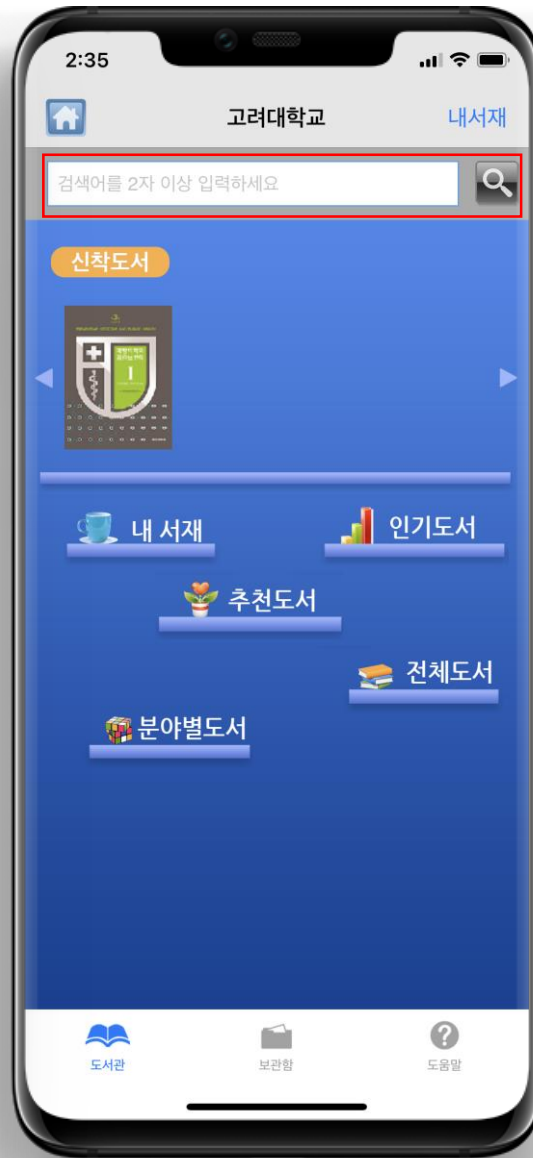 2:35
고려대학교
내서재
검색어를 2자 이상 입력하세요
신착도서
I
내 서재
인기도서
추천도서
전체도서
분야별도서
도서관
보관함
도움말